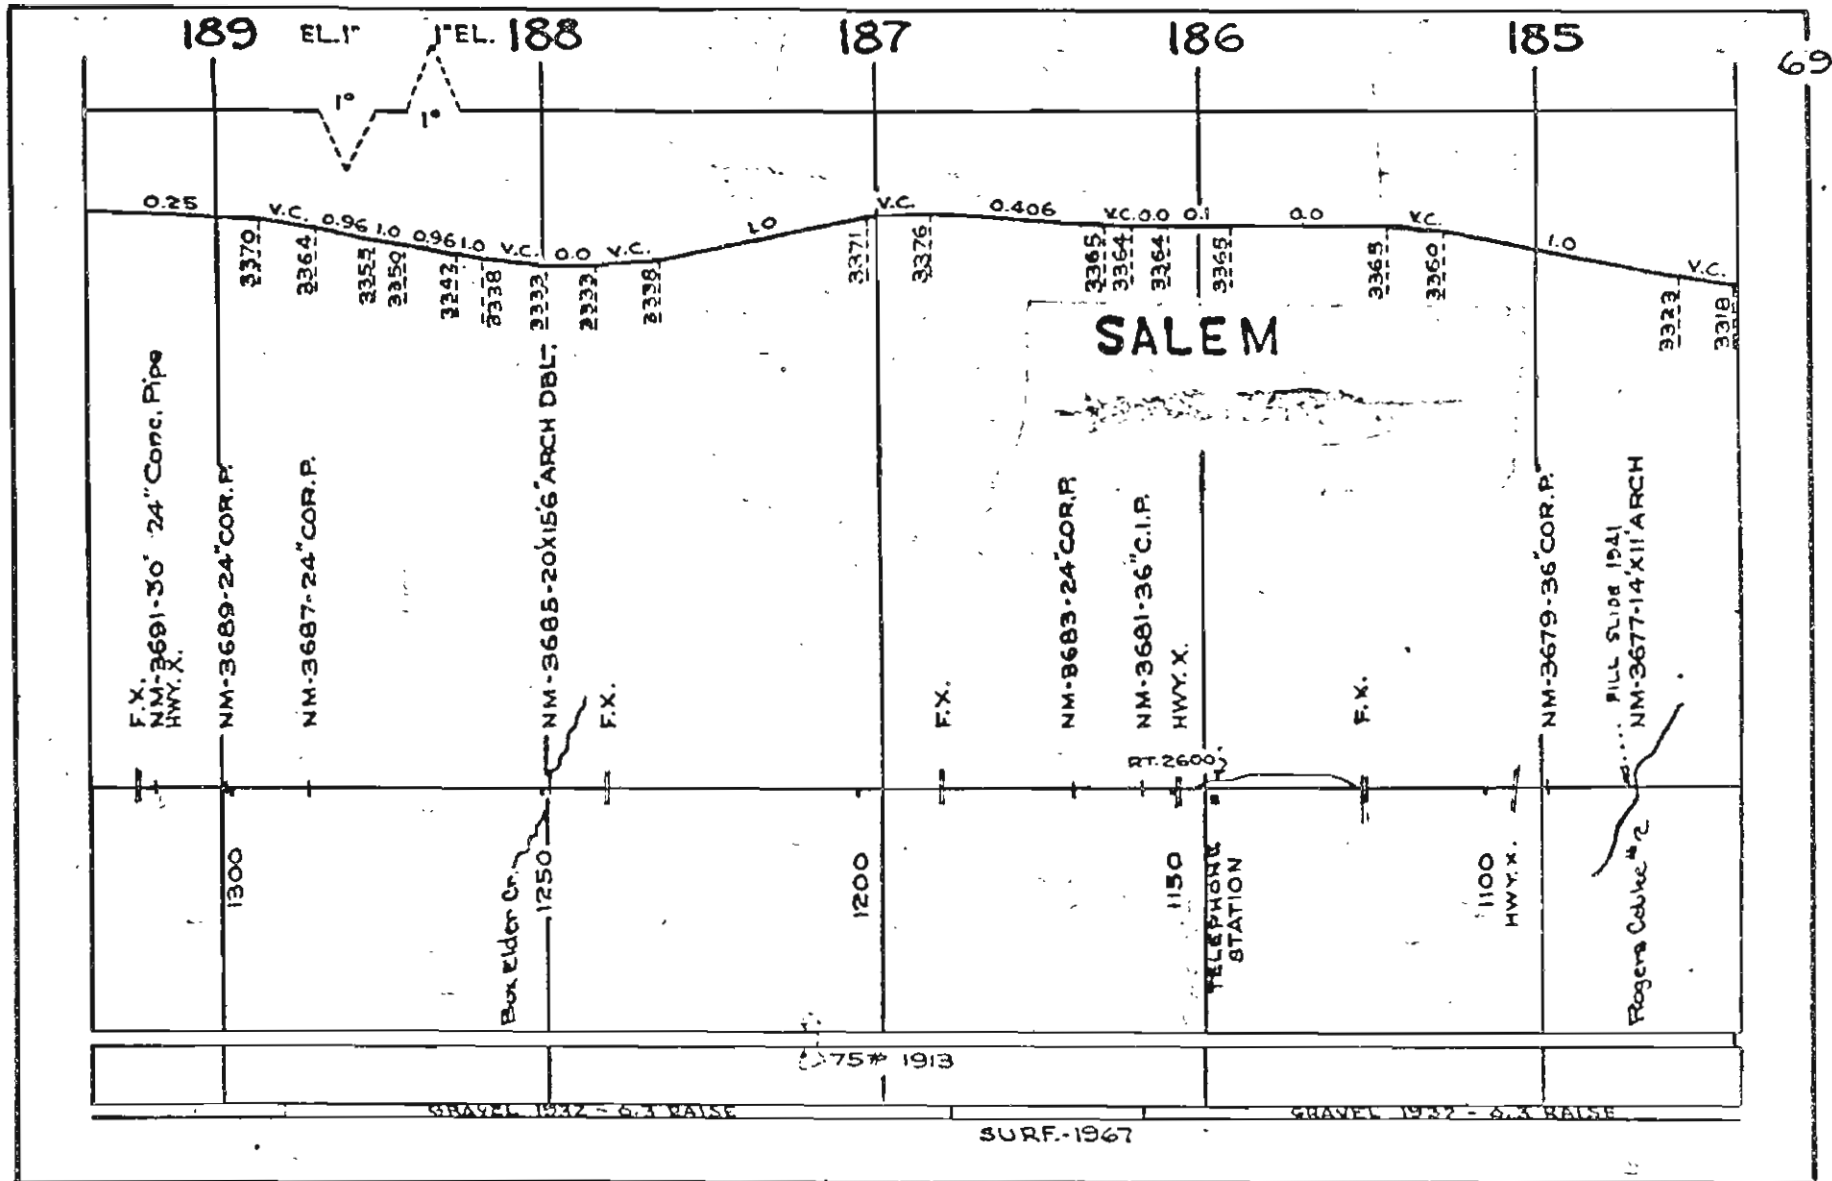 189 EL.1" 1"EL. 188 187 186 185
69
1° 1°
0.25 V.C. 0.96 1.0 0.96 1.0 V.C. 0.0 V.C. 1.0 V.C. 0.406 V.C. 0.0 0.1 0.0 V.C. 1.0 V.C.
3370 3364 3355 3350 3342 3338 3333 3333 3338 3371 3376 3365 3364 3364 3365 3365 3360 3323 3318
SALEM
F.X.
NM-3691-30' 24" Conc. Pipe
HWY. X.
NM-3689-24" COR.P.
NM-3687-24" COR.P.
NM-3685-20'X15'6" ARCH DBL.
F.X.
F.X.
NM-3683-24" COR.P.
NM-3681-36" C.I.P.
HWY. X.
F.X.
NM-3679-36" COR.P.
FILL SLIDE 1941
NM-3677-14'X11' ARCH
RT. 2600
1300
Box Elder Cr.
1250
1200
1150
TELEPHONE
STATION
1100
HWY. X.
Rogers Coulee #2
75# 1913
GRAVEL 1932 - 6.3 RAISE GRAVEL 1932 - 6.3 RAISE
SURF.-1967